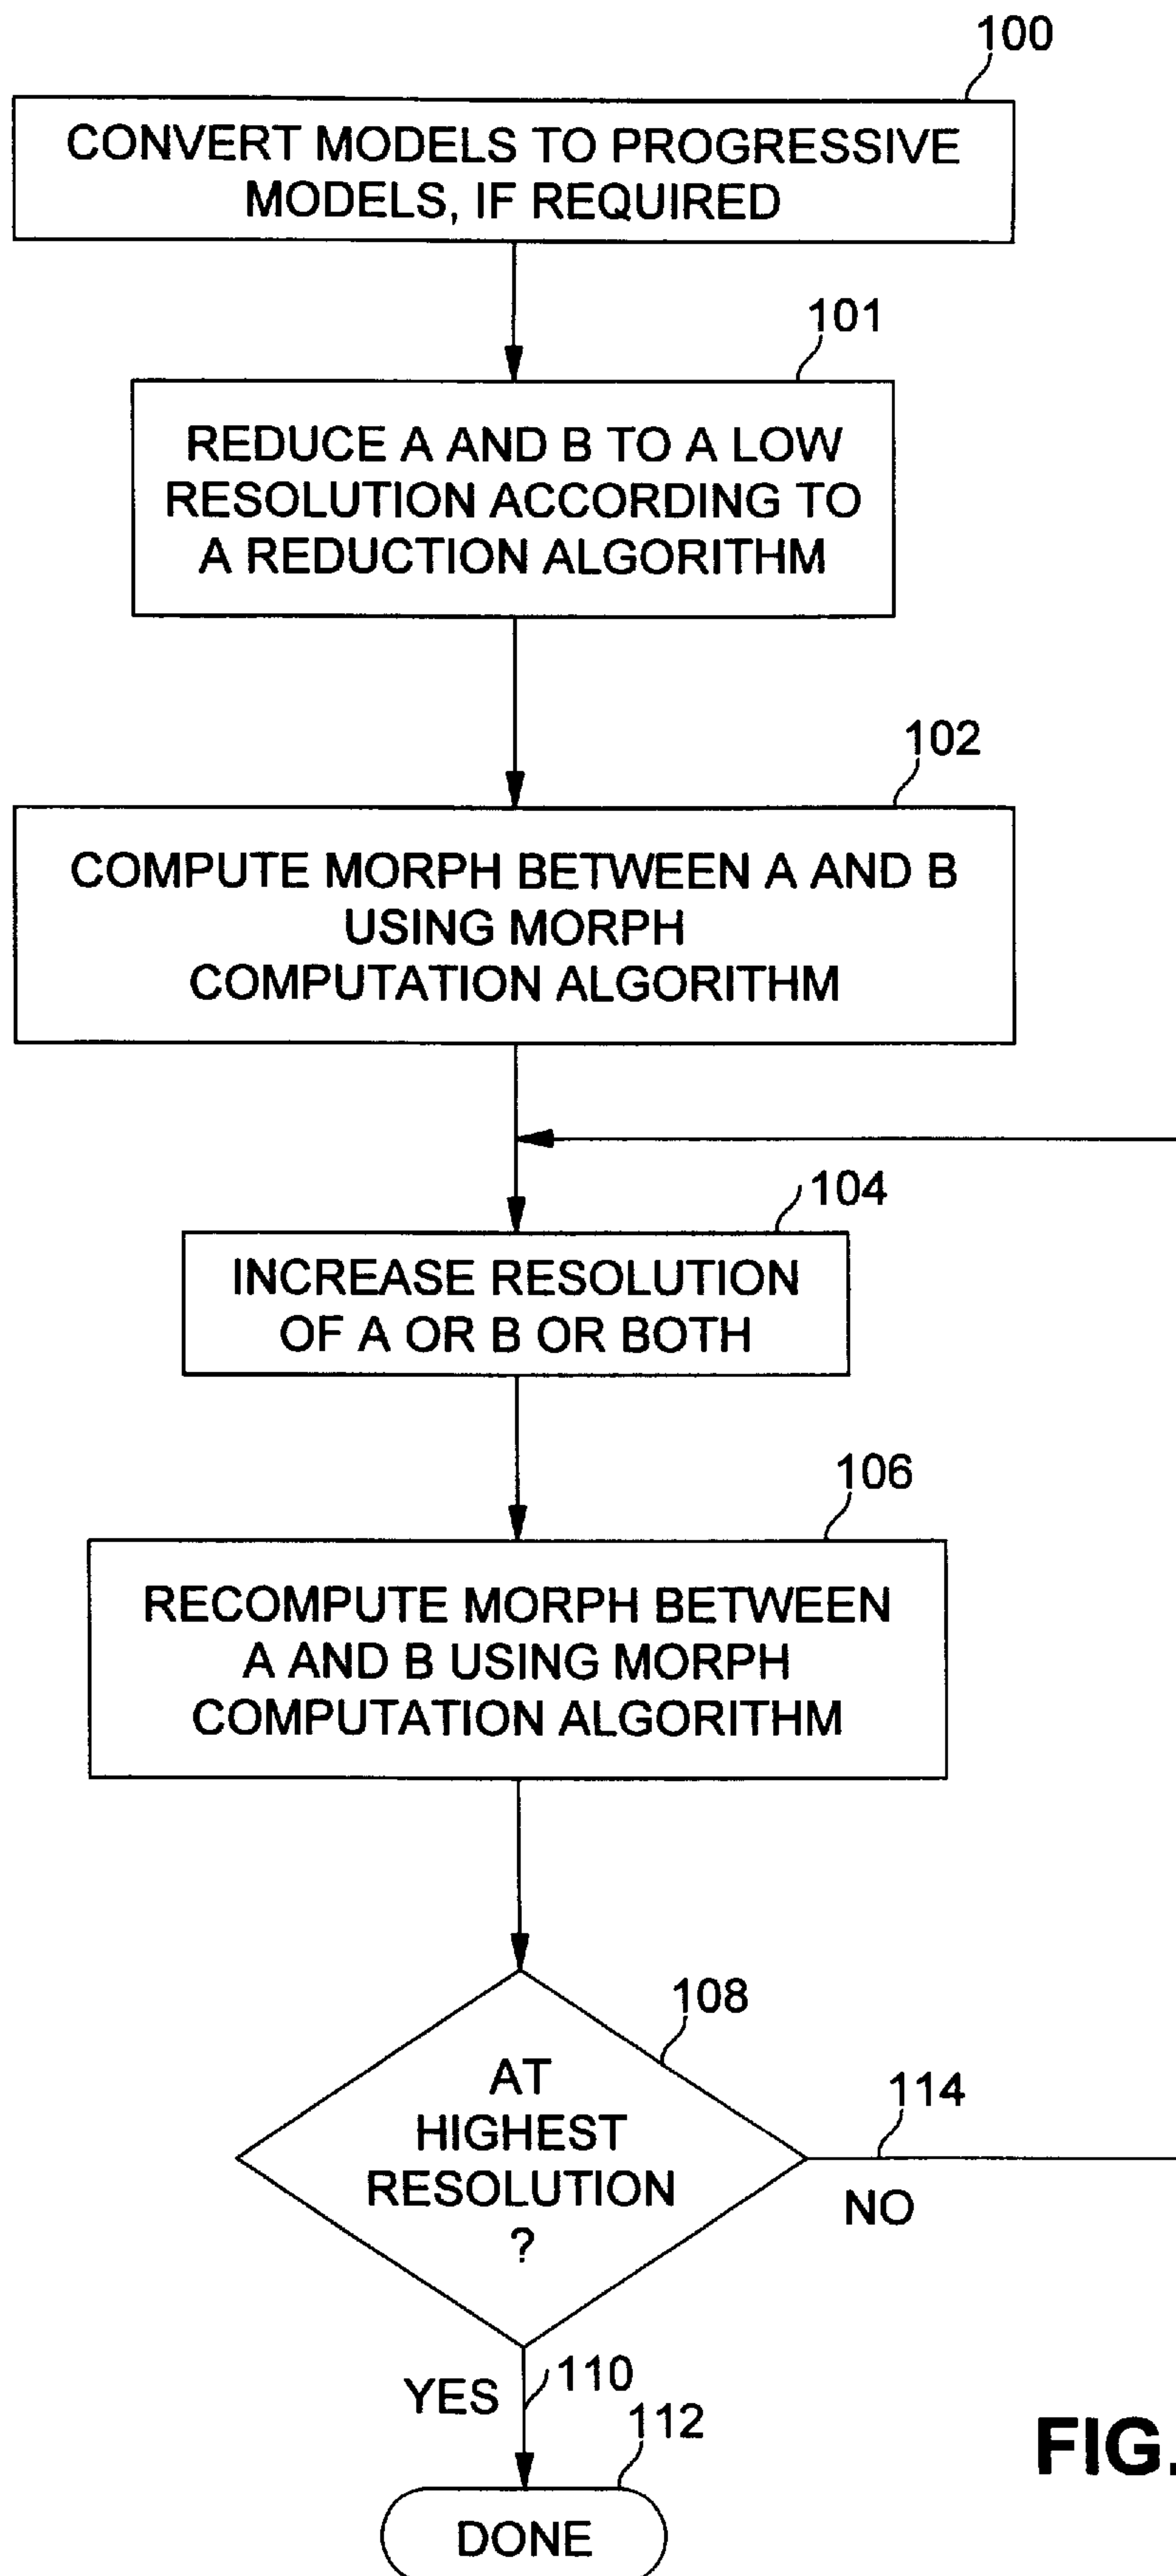 100
CONVERT MODELS TO PROGRESSIVE
MODELS, IF REQUIRED
101
REDUCE A AND B TO A LOW
RESOLUTION ACCORDING TO
A REDUCTION ALGORITHM
102
COMPUTE MORPH BETWEEN A AND B
USING MORPH
COMPUTATION ALGORITHM
104
INCREASE RESOLUTION
OF A OR B OR BOTH
106
RECOMPUTE MORPH BETWEEN
A AND B USING MORPH
COMPUTATION ALGORITHM
108
AT
HIGHEST
RESOLUTION
?
114
NO
YES
110
112
DONE
FIG.